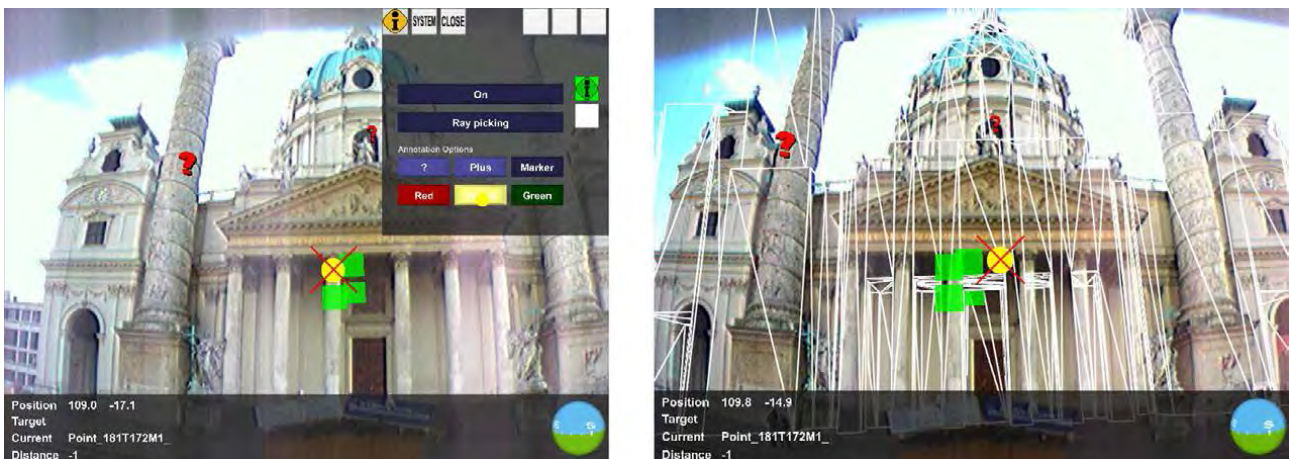 SYSTEM CLOSE
On
Ray picking
Annotation Options
? Plus Marker
Red Green
?
?
Position 109.0 -17.1
Target
Current Point_181T172M1_
Distance -1
E S
?
?
Position 109.8 -14.9
Target
Current Point_181T172M1_
Distance -1
E S